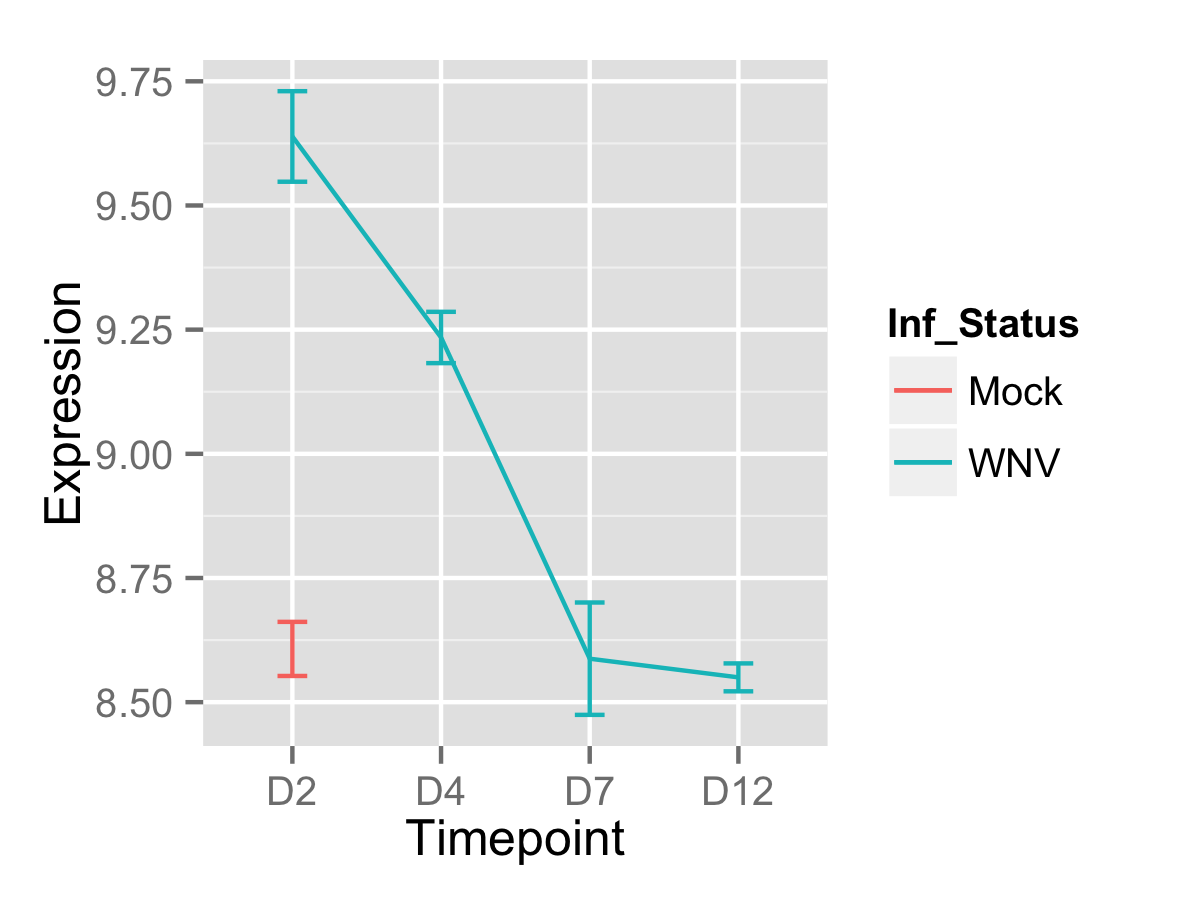 9.75
9.50
9.25
9.00
8.75
8.50
Expression
D2 D4 D7 D12
Timepoint
Inf_Status
Mock
WNV